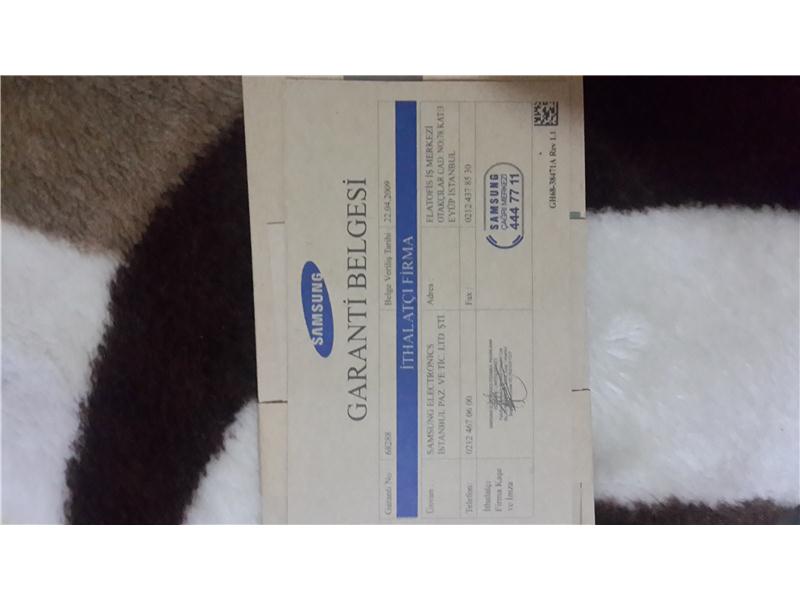 SAMSUNG
GARANTİ BELGESİ
Garanti No 68288 Belge Veriliş Tarihi 22.04.2009
İTHALATÇI FİRMA
Ünvan SAMSUNG ELECTRONICS
İSTANBUL PAZ. VE TİC. LTD. ŞTİ.
Adres FLATOFİS İŞ MERKEZİ
OTAKÇILAR CAD. NO:78 KAT:3
EYÜP İSTANBUL
Telefon: 0212 467 06 00 Fax : 0212 437 85 30
İthalatçı
Firma Kaşe
ve İmza
SAMSUNG
ÇAĞRI MERKEZİ
444 77 11
GH68-38471A Rev 1.1